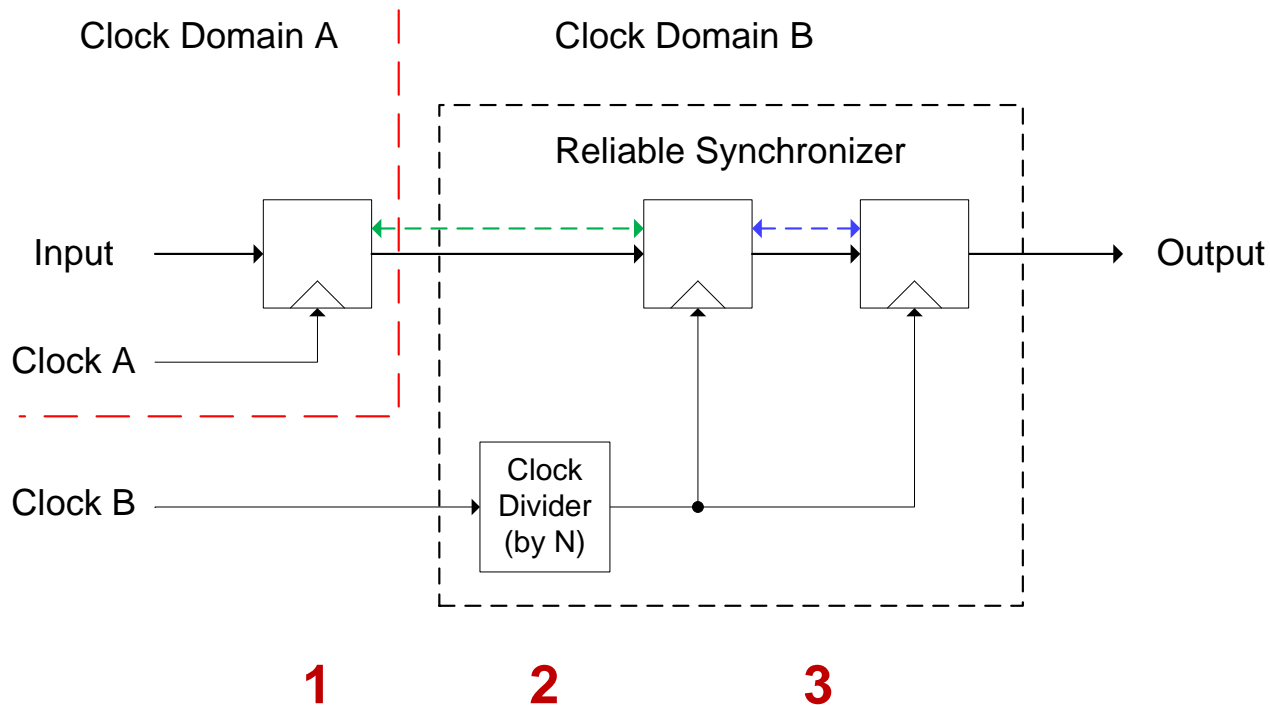 Clock Domain A
Clock Domain B
Reliable Synchronizer
Input
Output
Clock A
Clock B
Clock
Divider
(by N)
1
2
3